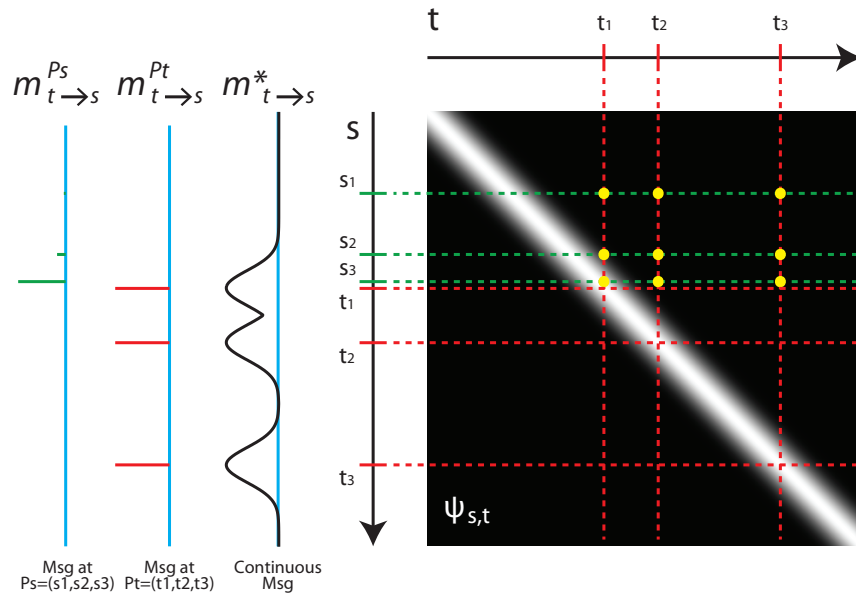 t
t1 t2 t3
m^Ps_t→s m^Pt_t→s m*_t→s
s
s1
s2
s3
t1
t2
t3
ψs,t
Msg at Ps=(s1,s2,s3)
Msg at Pt=(t1,t2,t3)
Continuous Msg